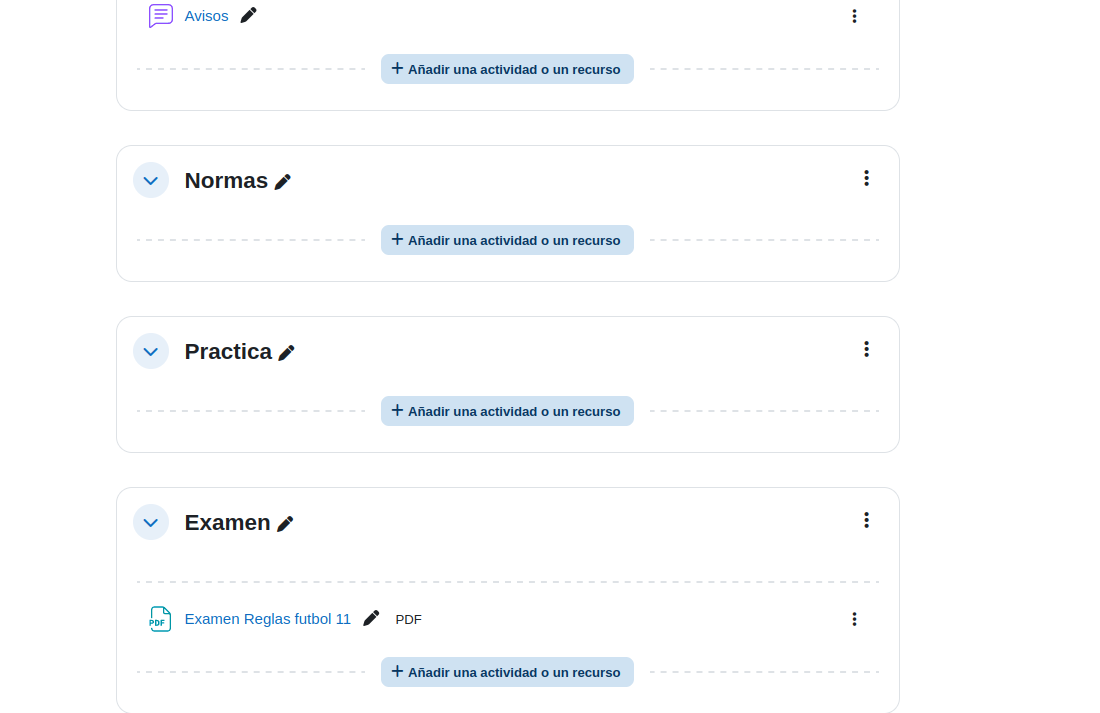 Avisos
+ Añadir una actividad o un recurso
Normas
+ Añadir una actividad o un recurso
Practica
+ Añadir una actividad o un recurso
Examen
PDF Examen Reglas futbol 11 PDF
+ Añadir una actividad o un recurso